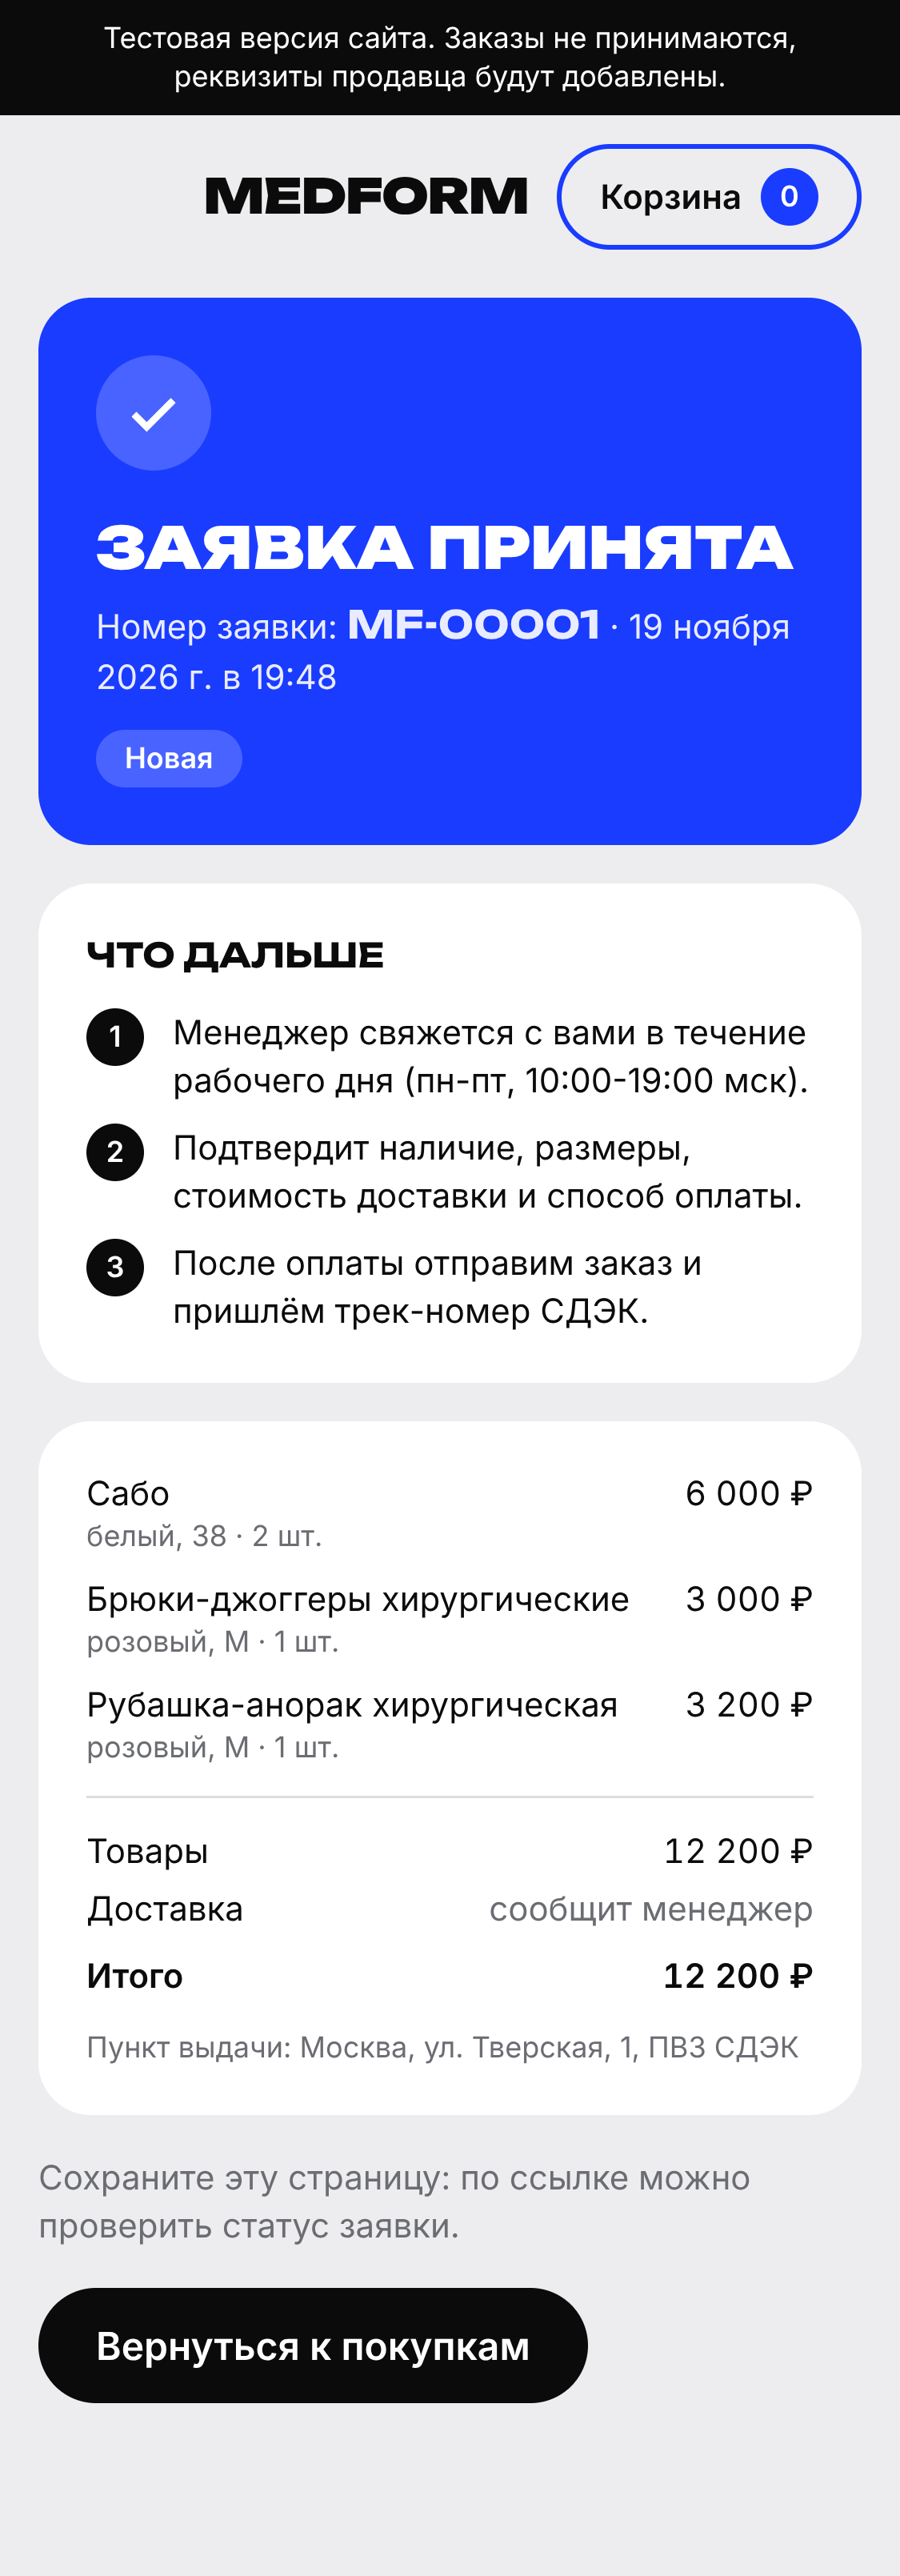 Тестовая версия сайта. Заказы не принимаются,
реквизиты продавца будут добавлены.
MEDFORM
Корзина 0
ЗАЯВКА ПРИНЯТА
Номер заявки: MF-00001 · 19 ноября
2026 г. в 19:48
Новая
ЧТО ДАЛЬШЕ
1 Менеджер свяжется с вами в течение
рабочего дня (пн-пт, 10:00-19:00 мск).
2 Подтвердит наличие, размеры,
стоимость доставки и способ оплаты.
3 После оплаты отправим заказ и
пришлём трек-номер СДЭК.
Сабо 6 000 ₽
белый, 38 · 2 шт.
Брюки-джоггеры хирургические 3 000 ₽
розовый, M · 1 шт.
Рубашка-анорак хирургическая 3 200 ₽
розовый, M · 1 шт.
Товары 12 200 ₽
Доставка сообщит менеджер
Итого 12 200 ₽
Пункт выдачи: Москва, ул. Тверская, 1, ПВЗ СДЭК
Сохраните эту страницу: по ссылке можно
проверить статус заявки.
Вернуться к покупкам